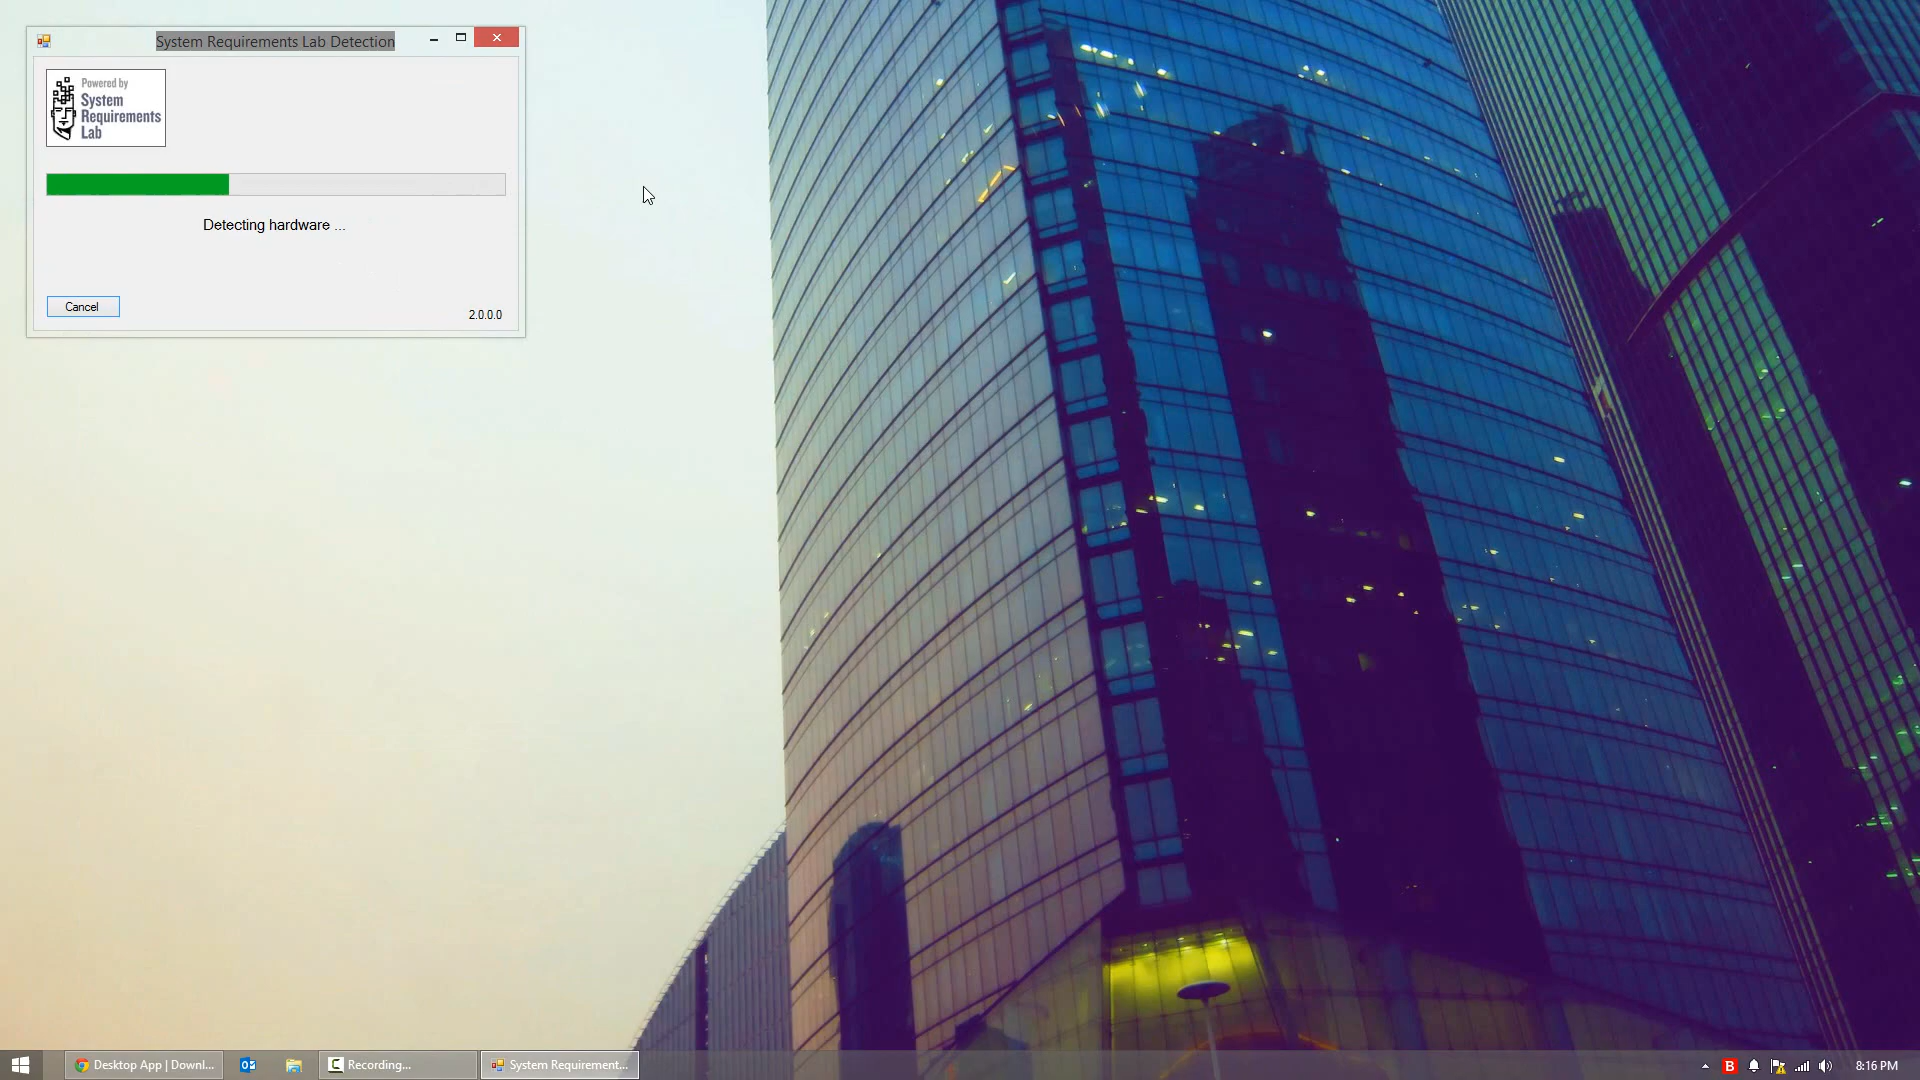 System Requirements Lab Detection
Powered by
System
Requirements
Lab
Detecting hardware ...
Cancel
2.0.0.0
Desktop App | Downl...
Recording...
System Requirement...
B
8:16 PM